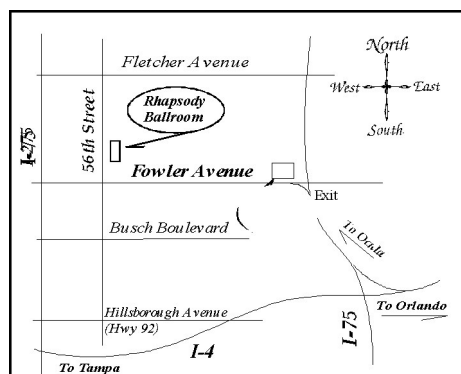 North
Fletcher Avenue
West
East
Rhapsody
Ballroom
South
I-275
56th Street
Fowler Avenue
Exit
Busch Boulevard
To Ocala
Hillsborough Avenue
(Hwy 92)
To Orlando
I-75
I-4
To Tampa